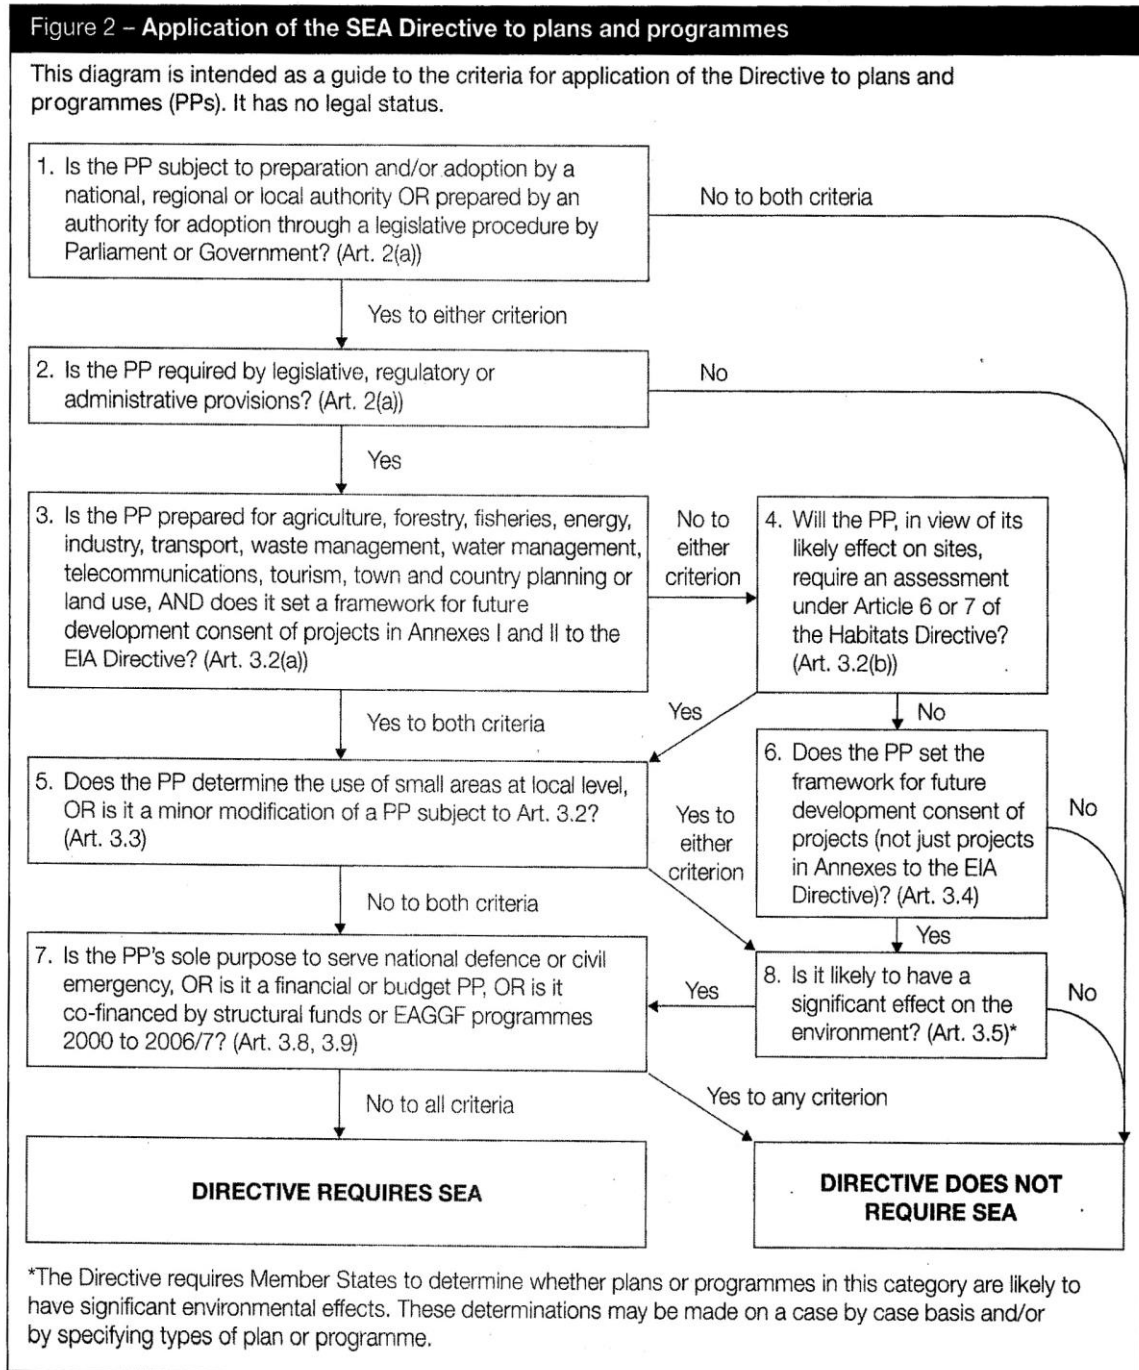 Figure 2 – Application of the SEA Directive to plans and programmes
This diagram is intended as a guide to the criteria for application of the Directive to plans and
programmes (PPs). It has no legal status.
1. Is the PP subject to preparation and/or adoption by a
national, regional or local authority OR prepared by an
authority for adoption through a legislative procedure by
Parliament or Government? (Art. 2(a))
No to both criteria
Yes to either criterion
2. Is the PP required by legislative, regulatory or
administrative provisions? (Art. 2(a))
No
Yes
3. Is the PP prepared for agriculture, forestry, fisheries, energy,
industry, transport, waste management, water management,
telecommunications, tourism, town and country planning or
land use, AND does it set a framework for future
development consent of projects in Annexes I and II to the
EIA Directive? (Art. 3.2(a))
No to
either
criterion
4. Will the PP, in view of its
likely effect on sites,
require an assessment
under Article 6 or 7 of
the Habitats Directive?
(Art. 3.2(b))
Yes to both criteria
Yes
No
5. Does the PP determine the use of small areas at local level,
OR is it a minor modification of a PP subject to Art. 3.2?
(Art. 3.3)
Yes to
either
criterion
6. Does the PP set the
framework for future
development consent of
projects (not just projects
in Annexes to the EIA
Directive)? (Art. 3.4)
No
No to both criteria
Yes
7. Is the PP's sole purpose to serve national defence or civil
emergency, OR is it a financial or budget PP, OR is it
co-financed by structural funds or EAGGF programmes
2000 to 2006/7? (Art. 3.8, 3.9)
Yes
8. Is it likely to have a
significant effect on the
environment? (Art. 3.5)*
No
No to all criteria
Yes to any criterion
DIRECTIVE REQUIRES SEA
DIRECTIVE DOES NOT
REQUIRE SEA
*The Directive requires Member States to determine whether plans or programmes in this category are likely to
have significant environmental effects. These determinations may be made on a case by case basis and/or
by specifying types of plan or programme.